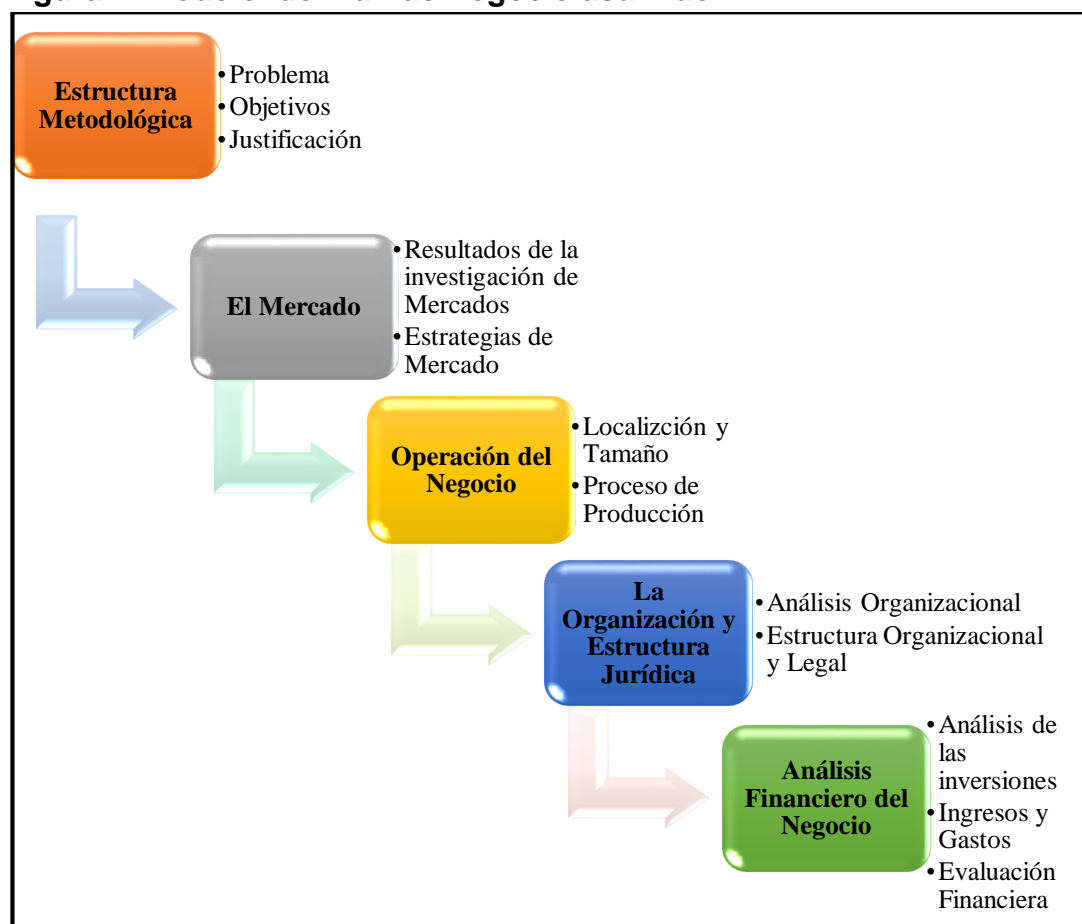 Estructura
Metodológica
•Problema
•Objetivos
•Justificación
El Mercado
•Resultados de la
investigación de
Mercados
•Estrategias de
Mercado
Operación del
Negocio
•Localizción y
Tamaño
•Proceso de
Producción
La
Organización y
Estructura
Jurídica
•Análisis Organizacional
•Estructura Organizacional
y Legal
Análisis
Financiero del
Negocio
•Análisis de
las
inversiones
•Ingresos y
Gastos
•Evaluación
Financiera